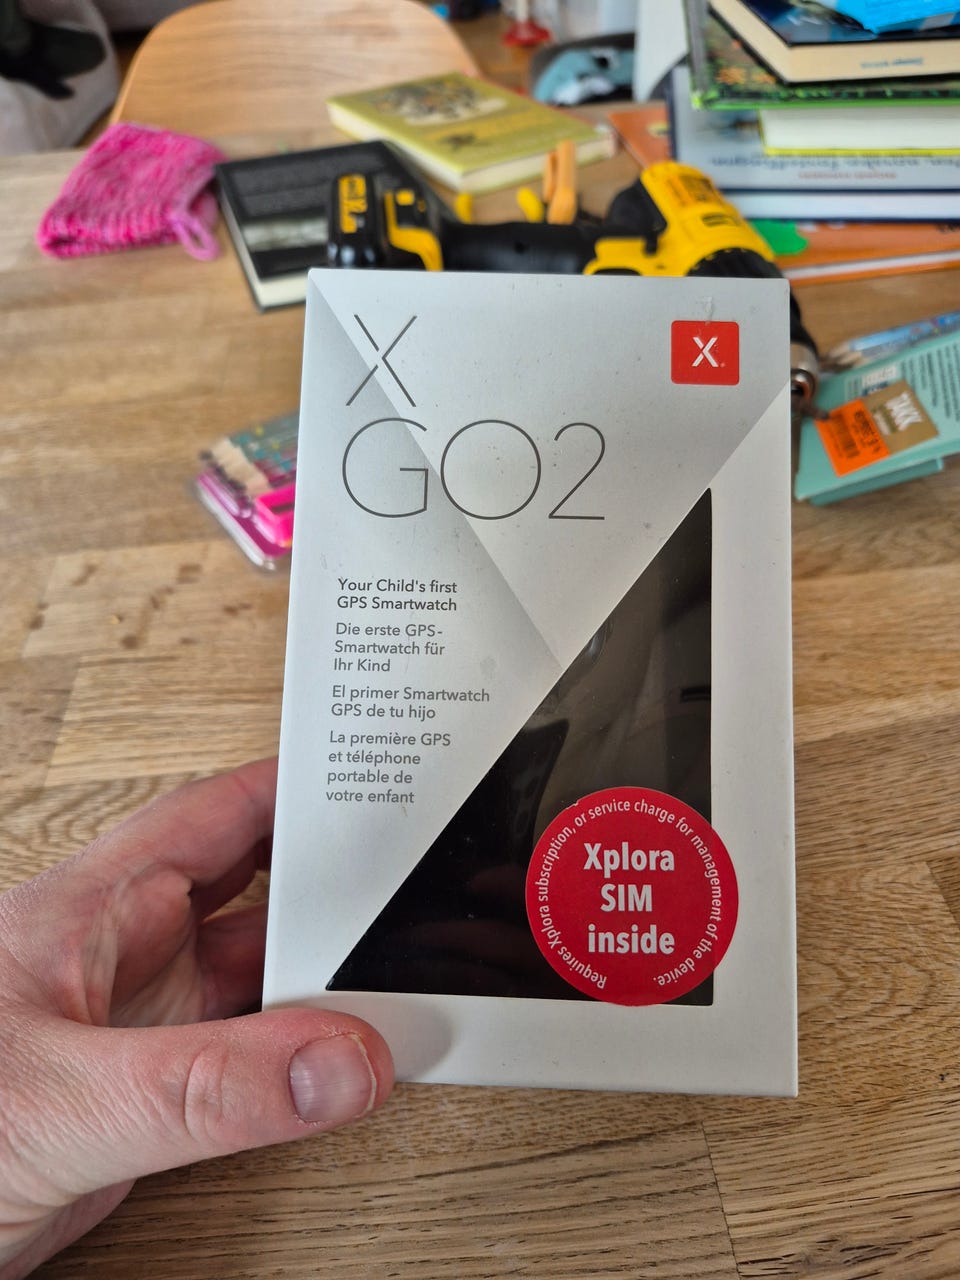 X
GO2
X
Your Child's first
GPS Smartwatch
Die erste GPS-
Smartwatch für
Ihr Kind
El primer Smartwatch
GPS de tu hijo
La première GPS
et téléphone
portable de
votre enfant
Requires Xplora subscription, or service charge for management of the device.
Xplora
SIM
inside